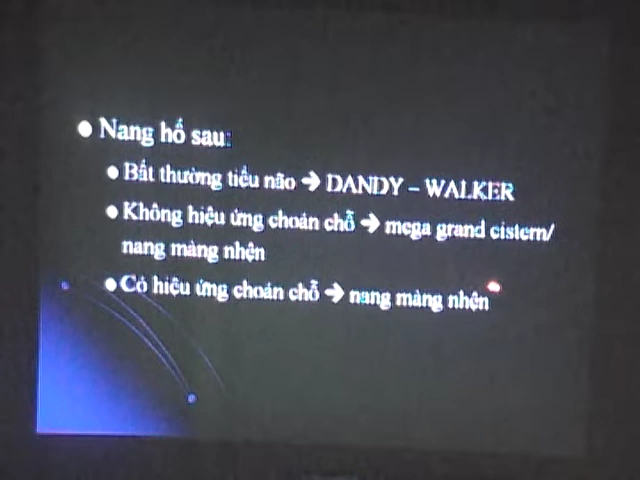 Nang hố sau:
Bất thường tiểu não → DANDY – WALKER
Không hiệu ứng choán chỗ → mega grand cistern/
nang màng nhện
Có hiệu ứng choán chỗ → nang màng nhện